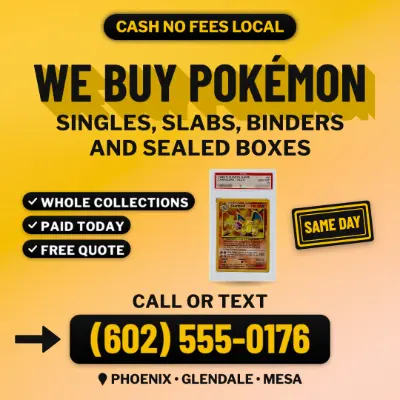 CASH NO FEES LOCAL
WE BUY POKÉMON
SINGLES, SLABS, BINDERS
AND SEALED BOXES
WHOLE COLLECTIONS
PAID TODAY
FREE QUOTE
SAME DAY
CALL OR TEXT
(602) 555-0176
PHOENIX • GLENDALE • MESA